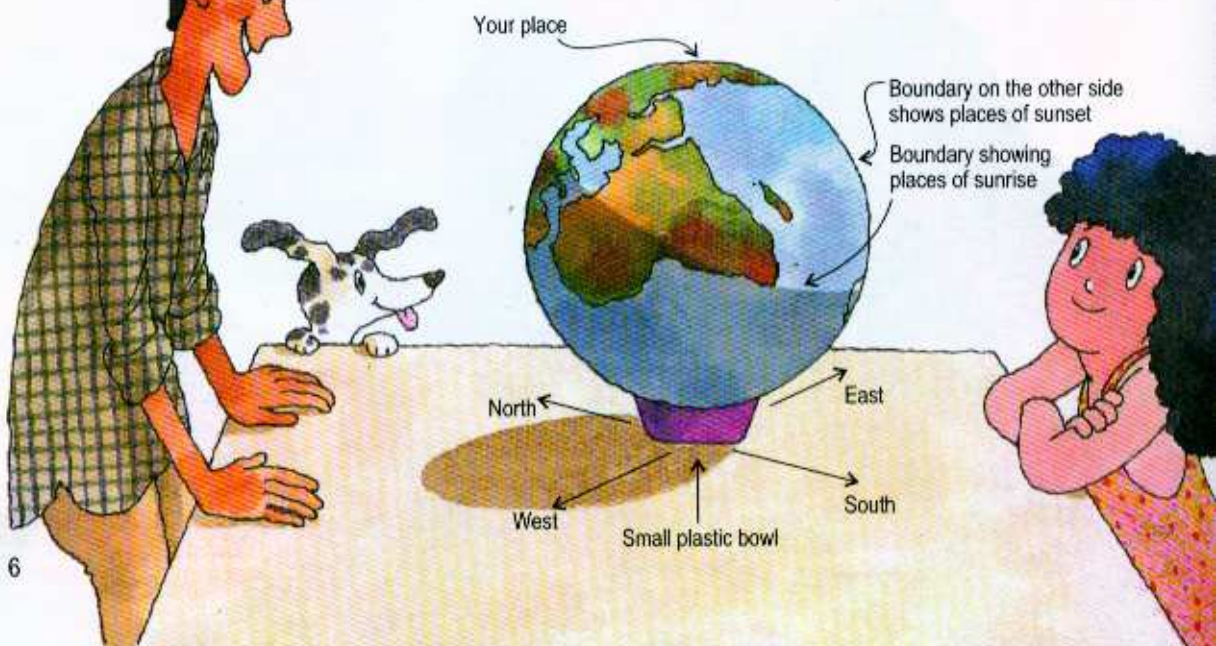 Your place
Boundary on the other side
shows places of sunset
Boundary showing
places of sunrise
North
East
West
South
Small plastic bowl
6